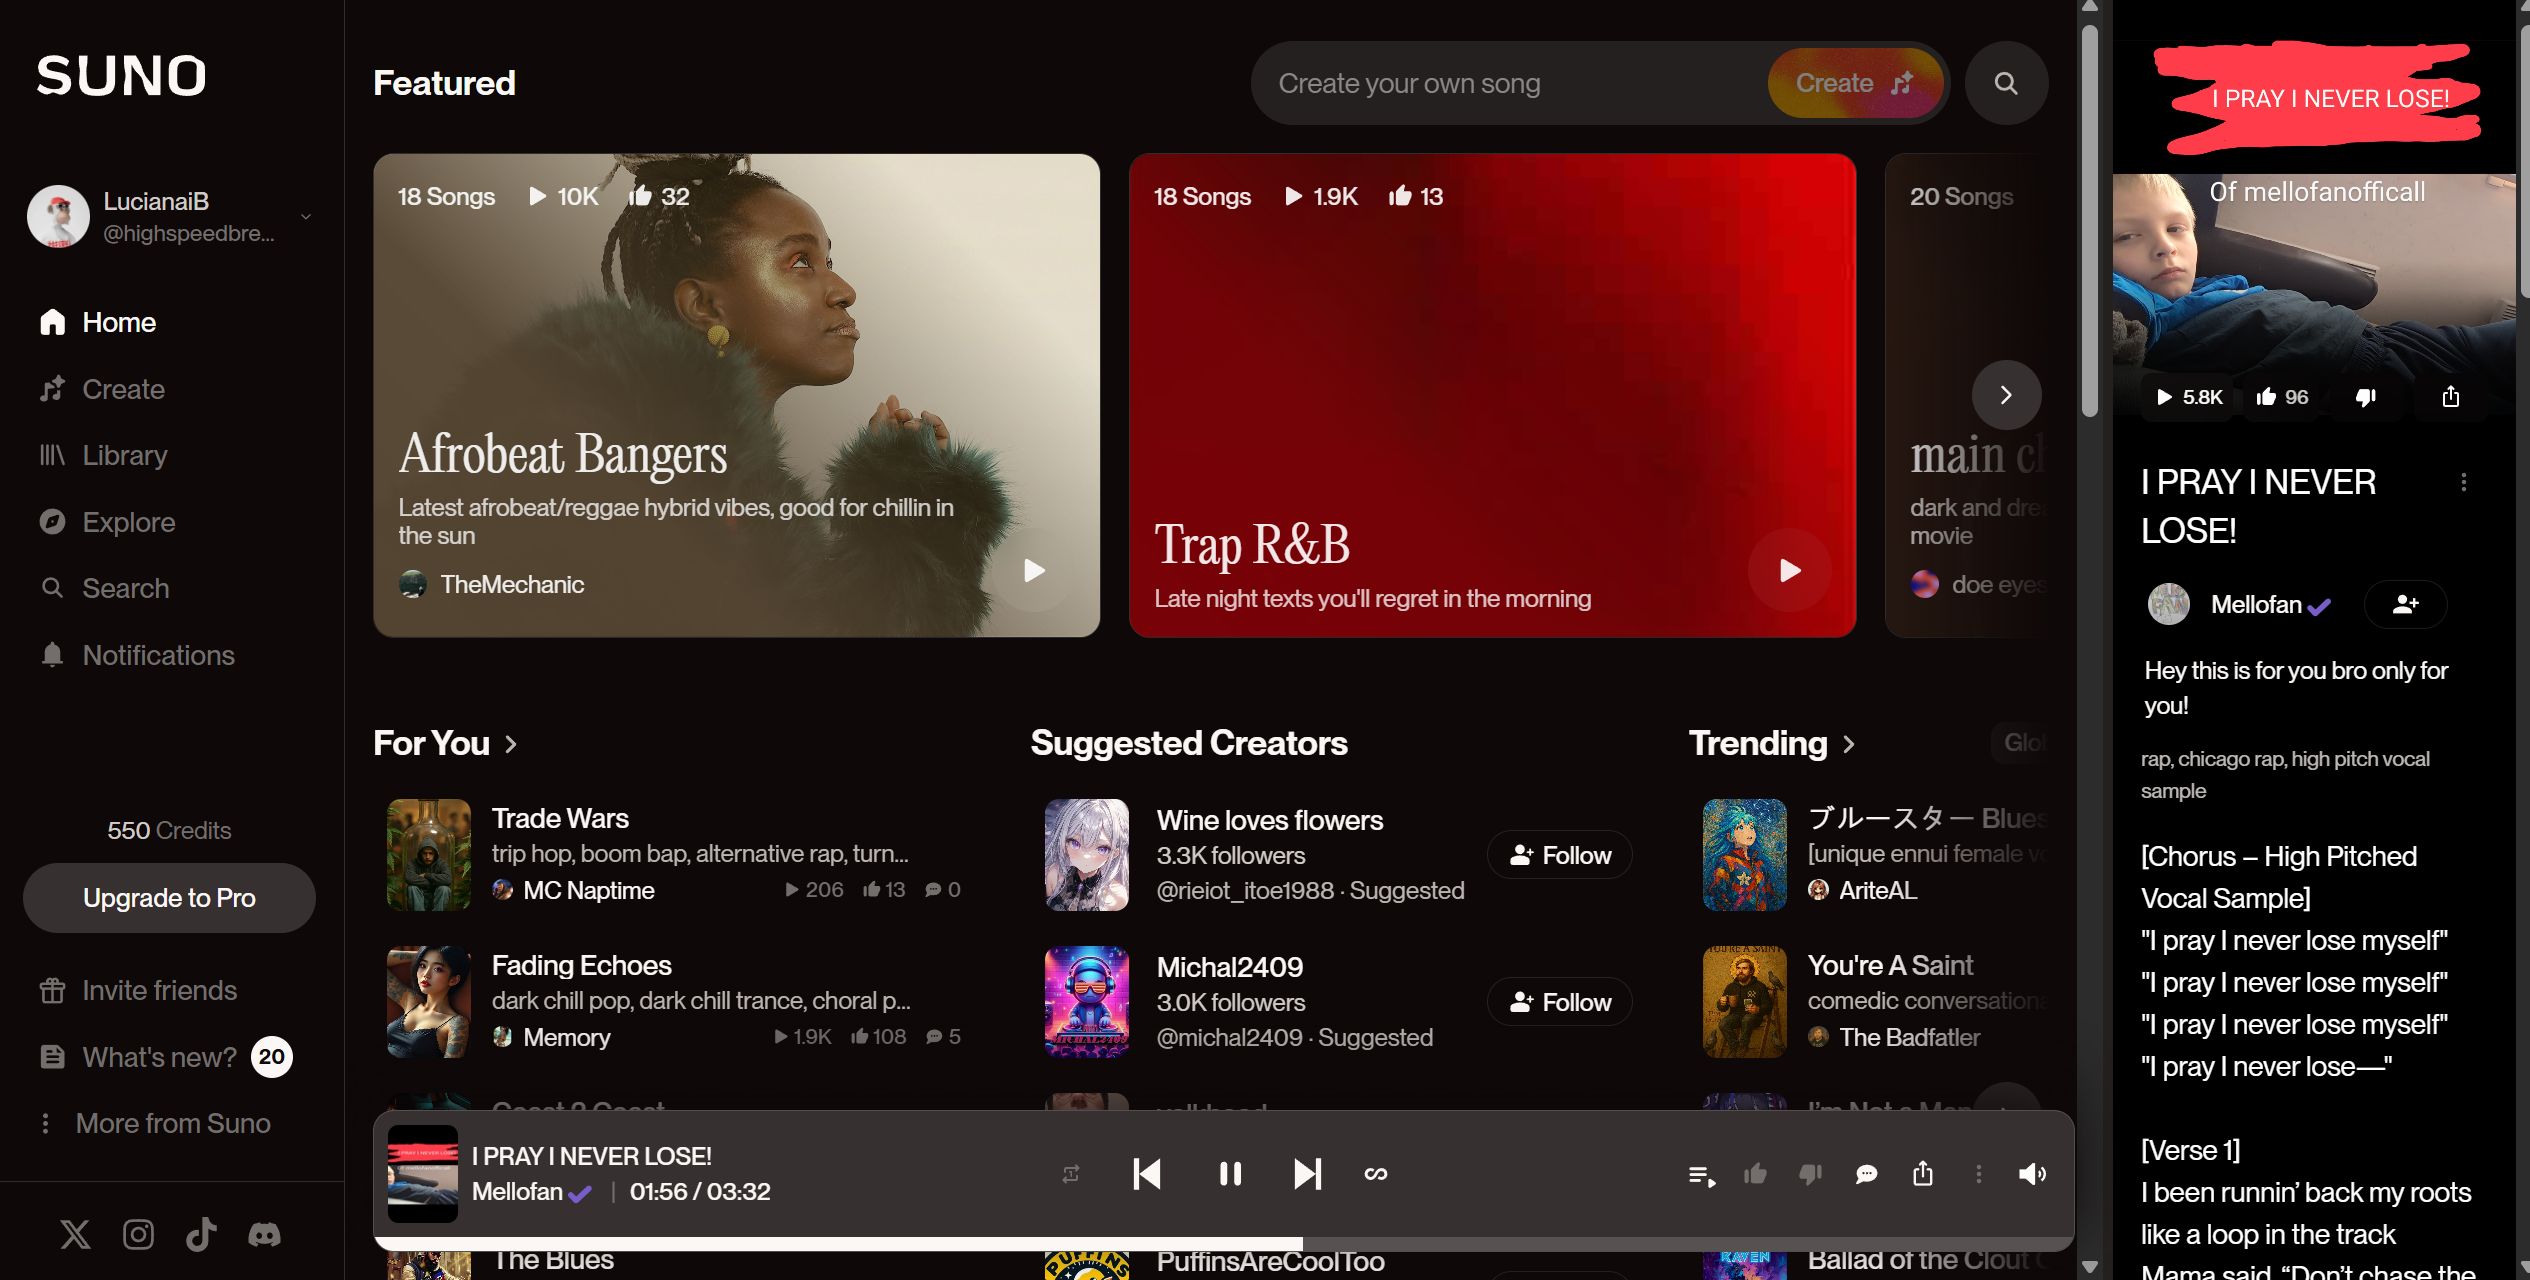 SUNO
LucianaiB
@highspeedbre...
Home
Create
Library
Explore
Search
Notifications
550 Credits
Upgrade to Pro
Invite friends
What's new? 20
More from Suno
Featured
Create your own song
Create
18 Songs 10K 32
Afrobeat Bangers
Latest afrobeat/reggae hybrid vibes, good for chillin in
the sun
TheMechanic
18 Songs 1.9K 13
Trap R&B
Late night texts you'll regret in the morning
20 Songs
main ch
dark and drea
movie
doe eyes
For You
Trade Wars
trip hop, boom bap, alternative rap, turn...
MC Naptime 206 13 0
Fading Echoes
dark chill pop, dark chill trance, choral p...
Memory 1.9K 108 5
The Blues
Suggested Creators
Wine loves flowers
3.3K followers
@rieiot_itoe1988 · Suggested
Follow
Michal2409
3.0K followers
@michal2409 · Suggested
Follow
PuffinsAreCoolToo
Trending
Glo
ブルースター Blues
[unique ennui female vo
AriteAL
You're A Saint
comedic conversationa
The Badfatler
Ballad of the Clout
I PRAY I NEVER LOSE!
Mellofan | 01:56 / 03:32
I PRAY I NEVER LOSE!
Of mellofanofficall
5.8K 96
I PRAY I NEVER
LOSE!
Mellofan
Hey this is for you bro only for
you!
rap, chicago rap, high pitch vocal
sample
[Chorus – High Pitched
Vocal Sample]
"I pray I never lose myself"
"I pray I never lose myself"
"I pray I never lose myself"
"I pray I never lose—"
[Verse 1]
I been runnin’ back my roots
like a loop in the track
Mama said, “Don’t chase the